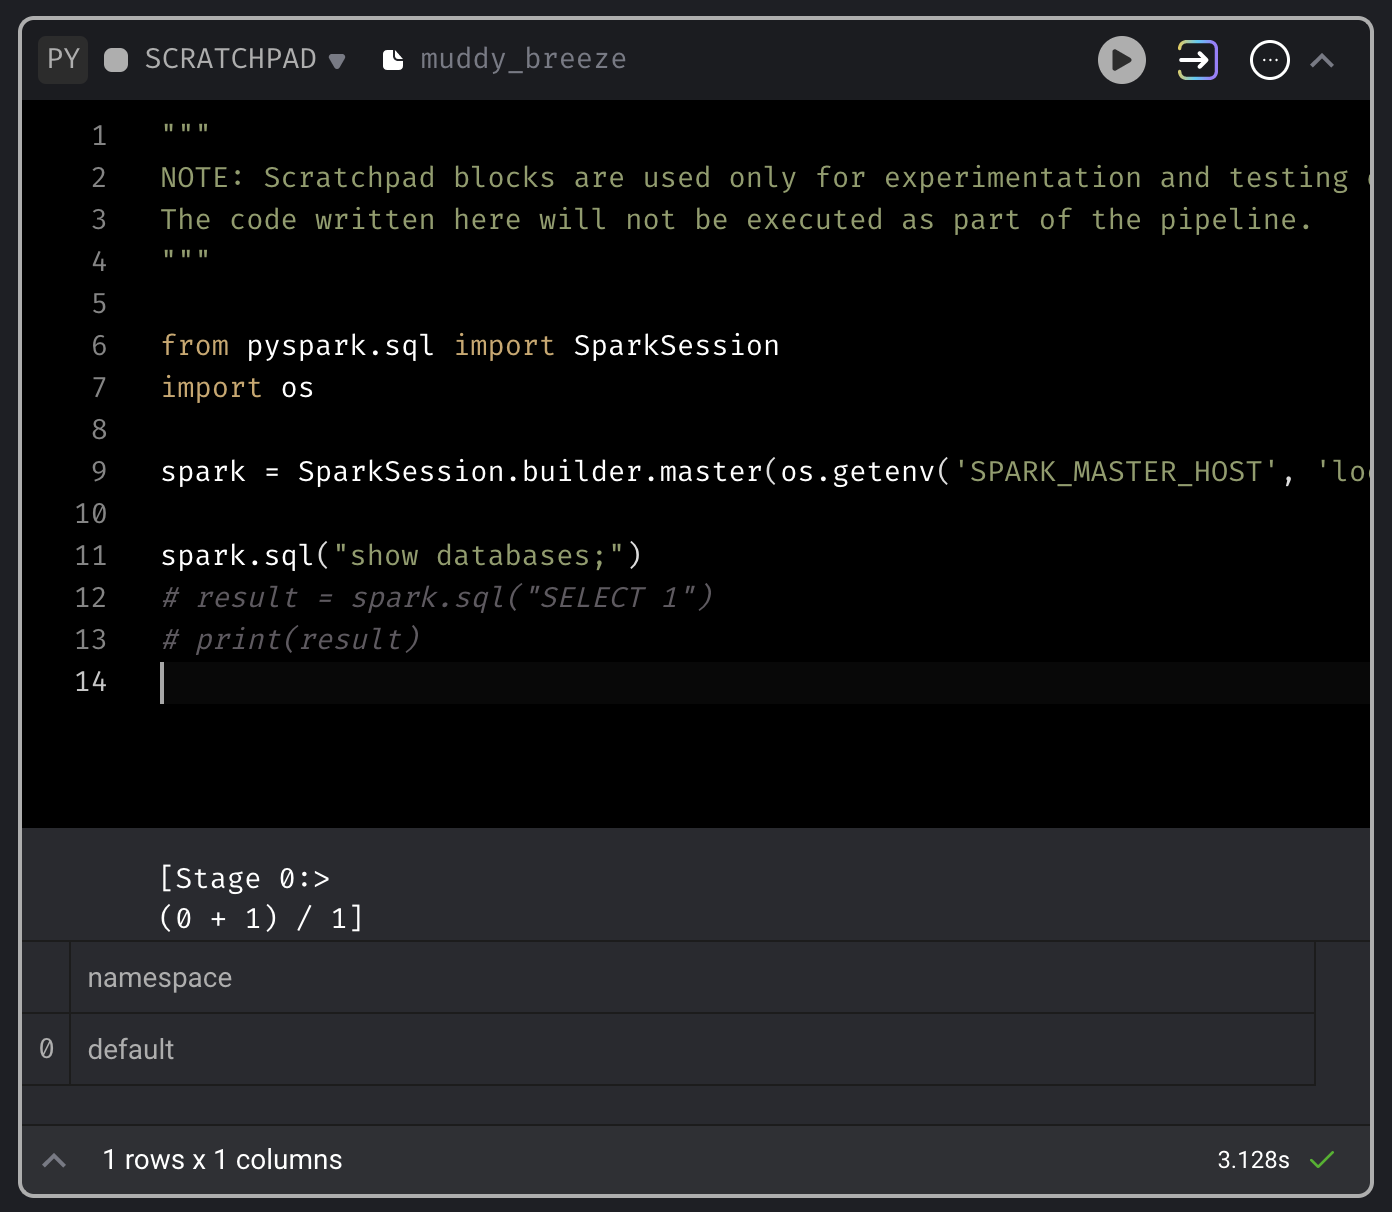 PY SCRATCHPAD muddy_breeze
1 """
2 NOTE: Scratchpad blocks are used only for experimentation and testing
3 The code written here will not be executed as part of the pipeline.
4 """
5
6 from pyspark.sql import SparkSession
7 import os
8
9 spark = SparkSession.builder.master(os.getenv('SPARK_MASTER_HOST', 'lo
10
11 spark.sql("show databases;")
12 # result = spark.sql("SELECT 1")
13 # print(result)
14
[Stage 0:>
(0 + 1) / 1]
namespace
0 default
1 rows x 1 columns 3.128s